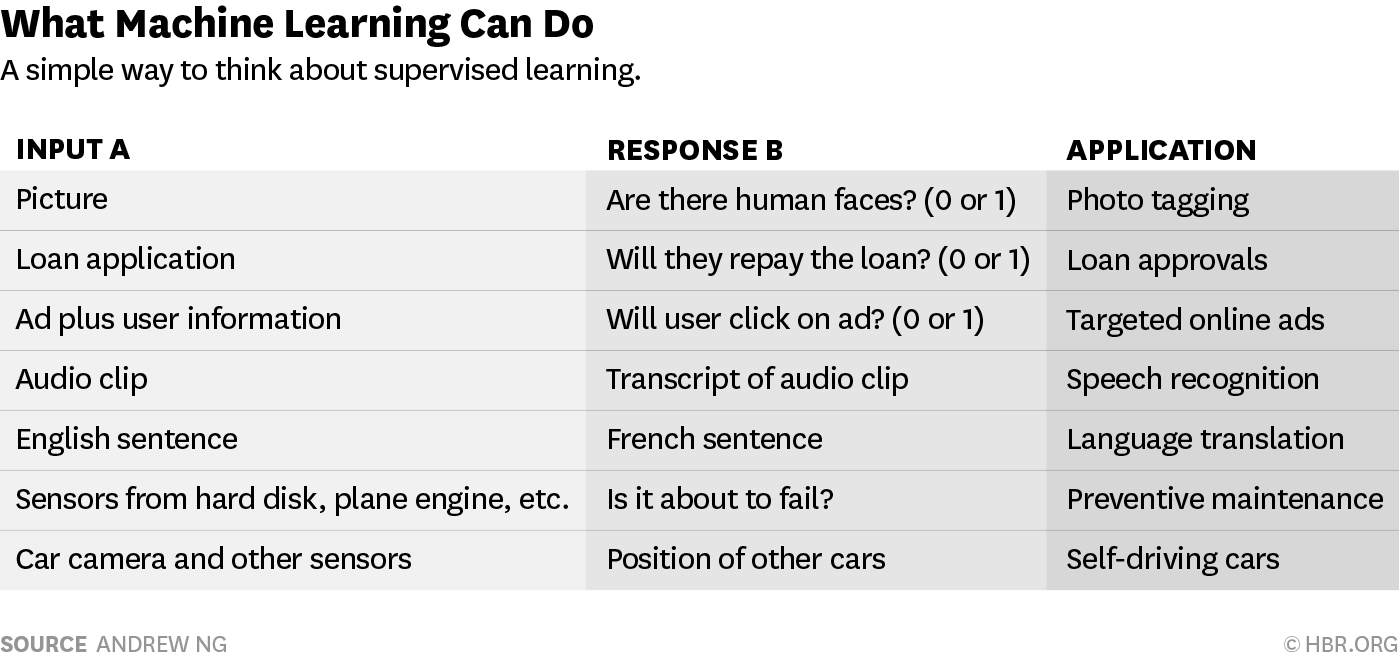 What Machine Learning Can Do
A simple way to think about supervised learning.
INPUT A RESPONSE B APPLICATION
Picture Are there human faces? (0 or 1) Photo tagging
Loan application Will they repay the loan? (0 or 1) Loan approvals
Ad plus user information Will user click on ad? (0 or 1) Targeted online ads
Audio clip Transcript of audio clip Speech recognition
English sentence French sentence Language translation
Sensors from hard disk, plane engine, etc. Is it about to fail? Preventive maintenance
Car camera and other sensors Position of other cars Self-driving cars
SOURCE ANDREW NG © HBR.ORG